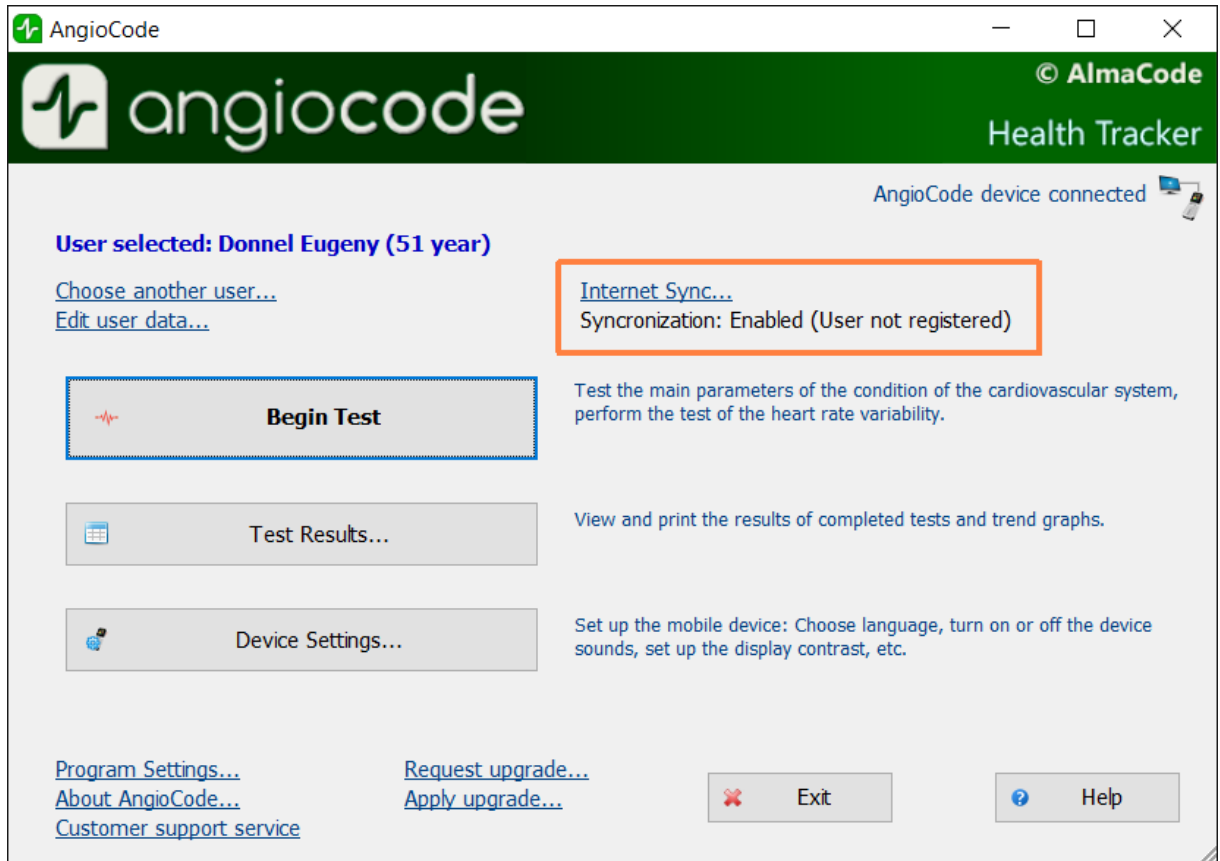 AngioCode
angiocode
© AlmaCode
Health Tracker
AngioCode device connected
User selected: Donnel Eugeny (51 year)
Choose another user...
Edit user data...
Internet Sync...
Syncronization: Enabled (User not registered)
Begin Test
Test the main parameters of the condition of the cardiovascular system,
perform the test of the heart rate variability.
Test Results...
View and print the results of completed tests and trend graphs.
Device Settings...
Set up the mobile device: Choose language, turn on or off the device
sounds, set up the display contrast, etc.
Program Settings...
About AngioCode...
Customer support service
Request upgrade...
Apply upgrade...
Exit
Help